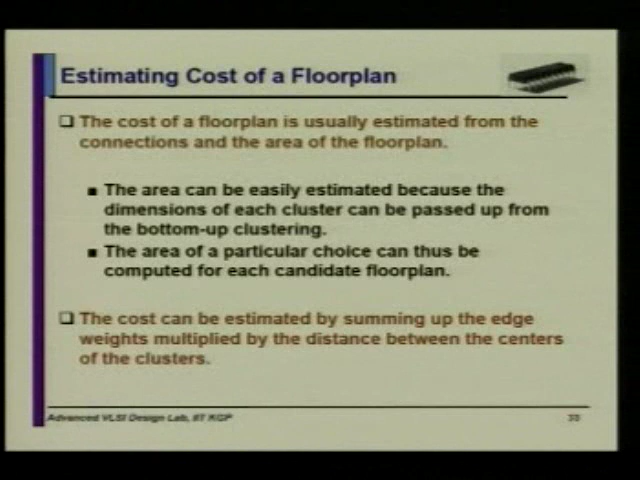 Estimating Cost of a Floorplan
The cost of a floorplan is usually estimated from the
connections and the area of the floorplan.
The area can be easily estimated because the
dimensions of each cluster can be passed up from
the bottom-up clustering.
The area of a particular choice can thus be
computed for each candidate floorplan.
The cost can be estimated by summing up the edge
weights multiplied by the distance between the centers
of the clusters.
Advanced VLSI Design Lab, IIT KGP